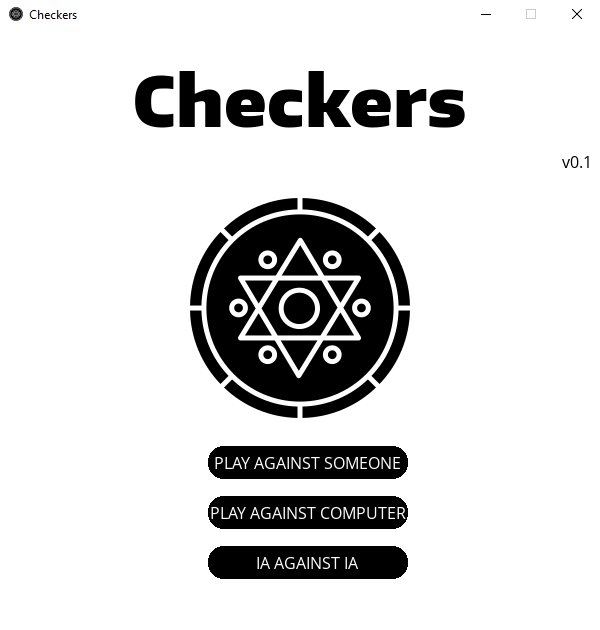 Checkers
Checkers
v0.1
PLAY AGAINST SOMEONE
PLAY AGAINST COMPUTER
IA AGAINST IA